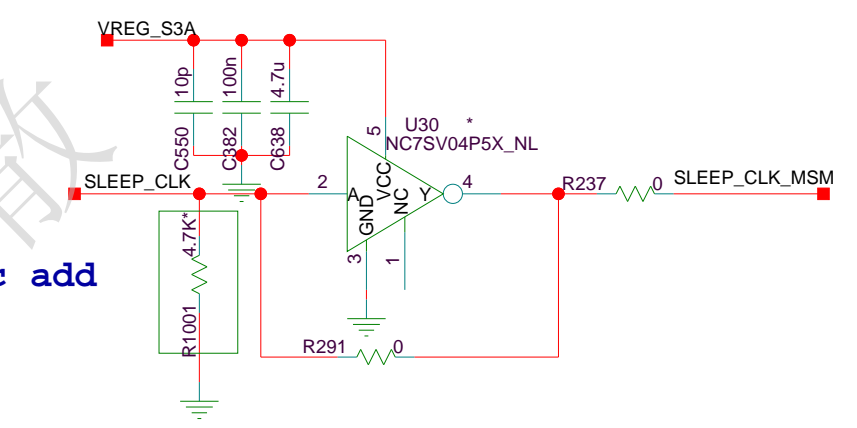 VREG_S3A
10p
100n
4.7u
C550
C382
C638
U30 *
NC7SV04P5X_NL
5
SLEEP_CLK
2
A
VCC
GND
NC
Y
4
R237
0
SLEEP_CLK_MSM
4.7K*
3
1
add
R1001
R291
0